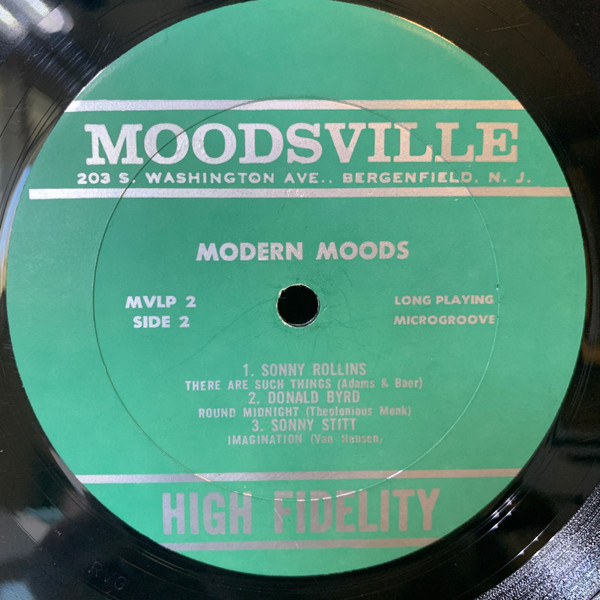 MOODSVILLE
203 S. WASHINGTON AVE., BERGENFIELD, N. J.
MODERN MOODS
MVLP 2
SIDE 2
LONG PLAYING
MICROGROOVE
1. SONNY ROLLINS
THERE ARE SUCH THINGS (Adams & Baer)
2. DONALD BYRD
ROUND MIDNIGHT (Theolonious Monk)
3. SONNY STITT
IMAGINATION (Van Heusen)
HIGH FIDELITY
RVG